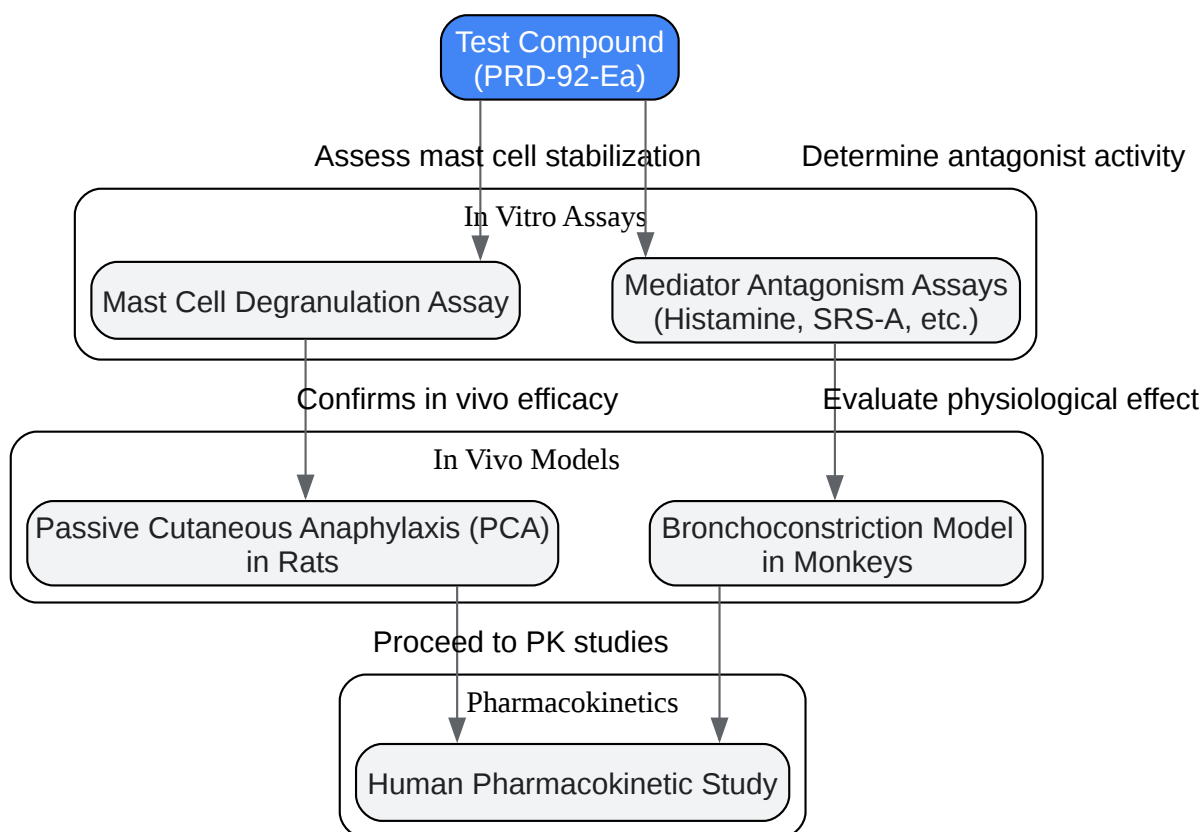 Test Compound
(PRD-92-Ea)
Assess mast cell stabilization
Determine antagonist activity
In Vitro Assays
Mast Cell Degranulation Assay
Mediator Antagonism Assays
(Histamine, SRS-A, etc.)
Confirms in vivo efficacy
Evaluate physiological effect
In Vivo Models
Passive Cutaneous Anaphylaxis (PCA)
in Rats
Bronchoconstriction Model
in Monkeys
Proceed to PK studies
Pharmacokinetics
Human Pharmacokinetic Study